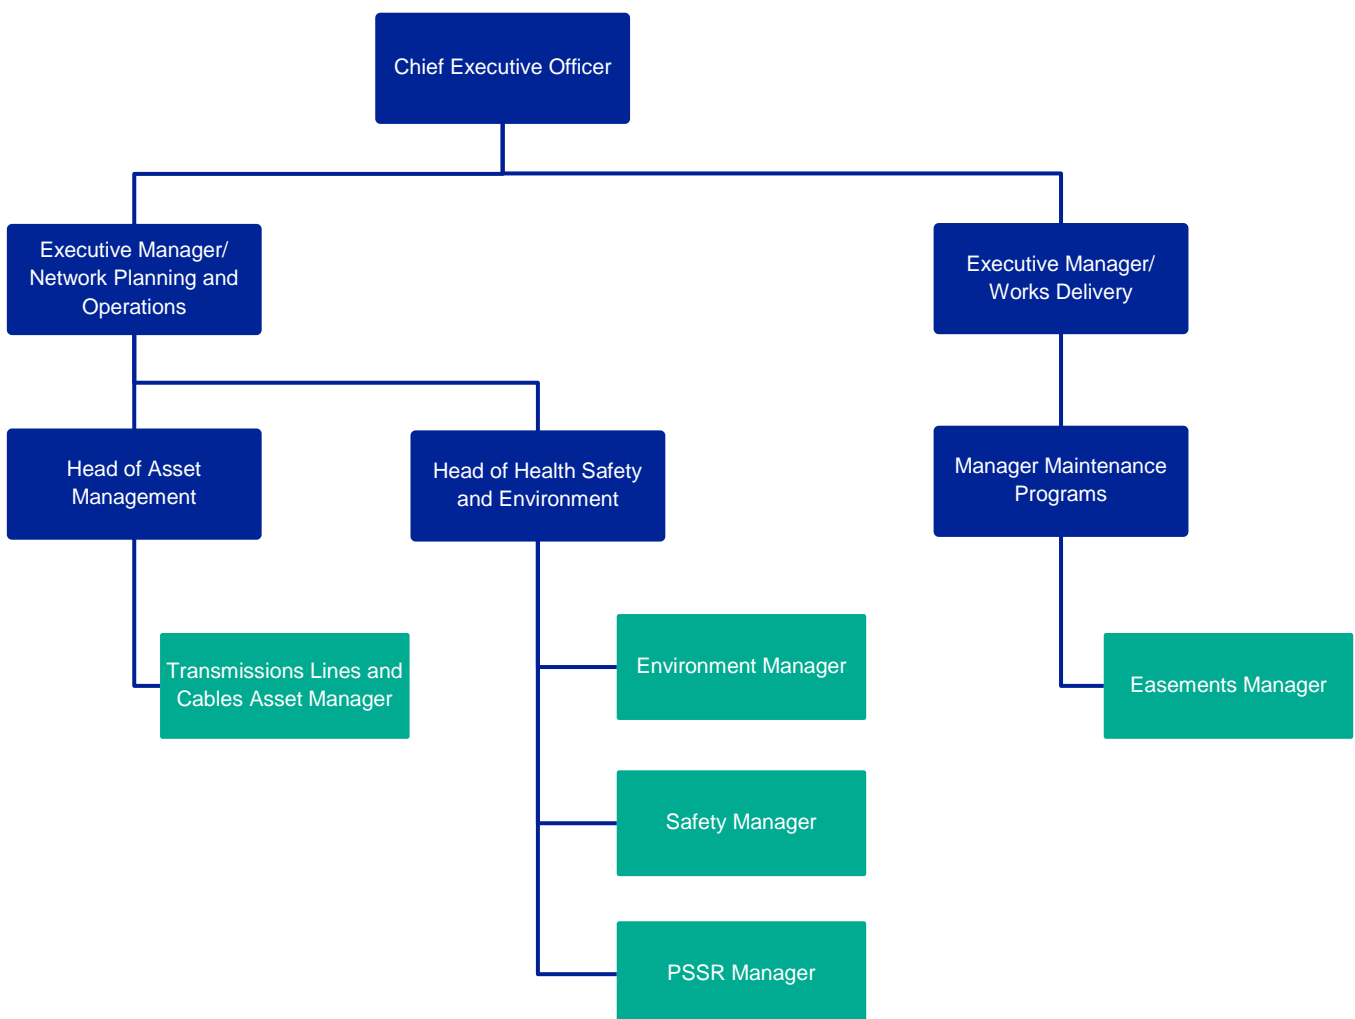 Chief Executive Officer
Executive Manager/
Network Planning and
Operations
Executive Manager/
Works Delivery
Head of Asset
Management
Head of Health Safety
and Environment
Manager Maintenance
Programs
Transmissions Lines and
Cables Asset Manager
Environment Manager
Easements Manager
Safety Manager
PSSR Manager